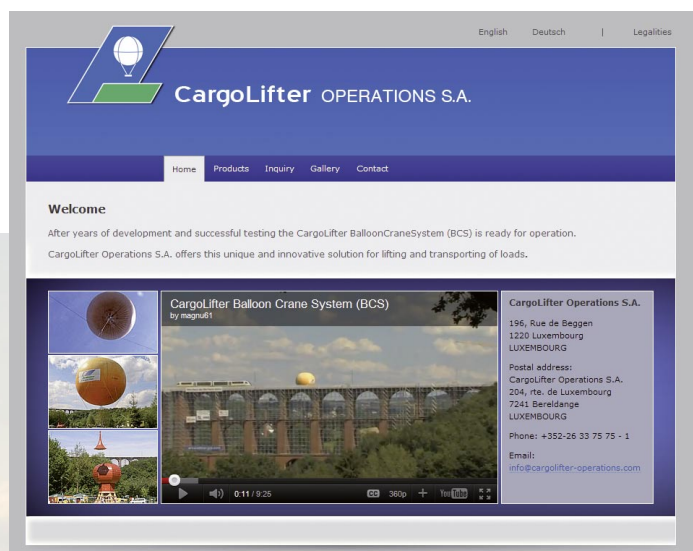 English Deutsch | Legalities
CargoLifter OPERATIONS S.A.
Home Products Inquiry Gallery Contact
Welcome
After years of development and successful testing the CargoLifter BalloonCraneSystem (BCS) is ready for operation.
CargoLifter Operations S.A. offers this unique and innovative solution for lifting and transporting of loads.
CargoLifter Balloon Crane System (BCS)
by magnu61
0:11 / 9:25
CC 360p + YouTube
CargoLifter Operations S.A.
196, Rue de Beggen
1220 Luxembourg
LUXEMBOURG
Postal address:
CargoLifter Operations S.A.
204, rte. de Luxembourg
7241 Bereldange
LUXEMBOURG
Phone: +352-26 33 75 75 - 1
Email:
info@cargolifter-operations.com